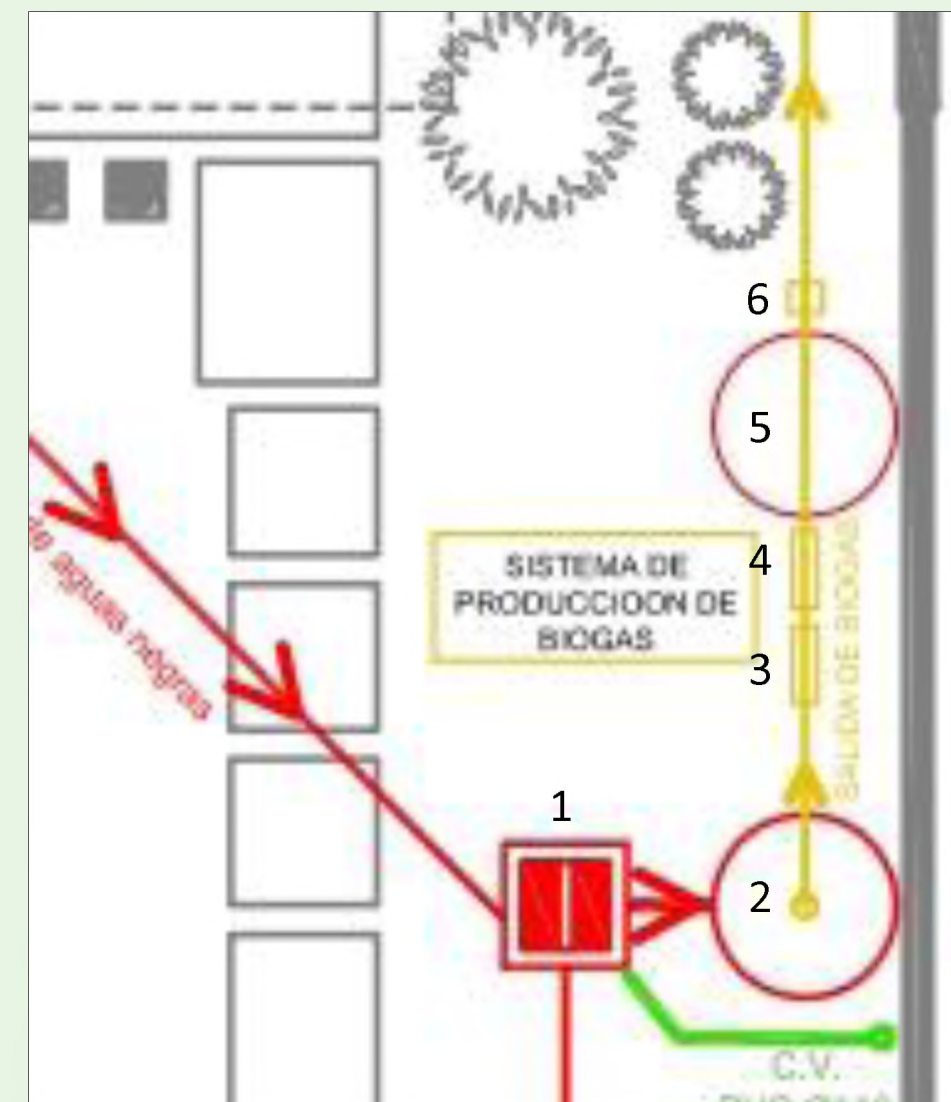 6
5
4
SISTEMA DE
PRODUCCIOON DE
BIOGAS
3
SALIDA DE BIOGAS
de aguas negras
1
2
C.V.